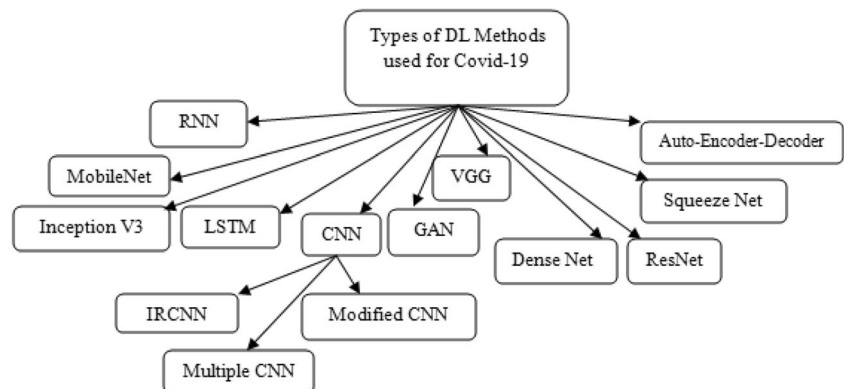 Types of DL Methods
used for Covid-19
RNN
Auto-Encoder-Decoder
MobileNet
VGG
Squeeze Net
Inception V3
LSTM
CNN
GAN
Dense Net
ResNet
IRCNN
Modified CNN
Multiple CNN